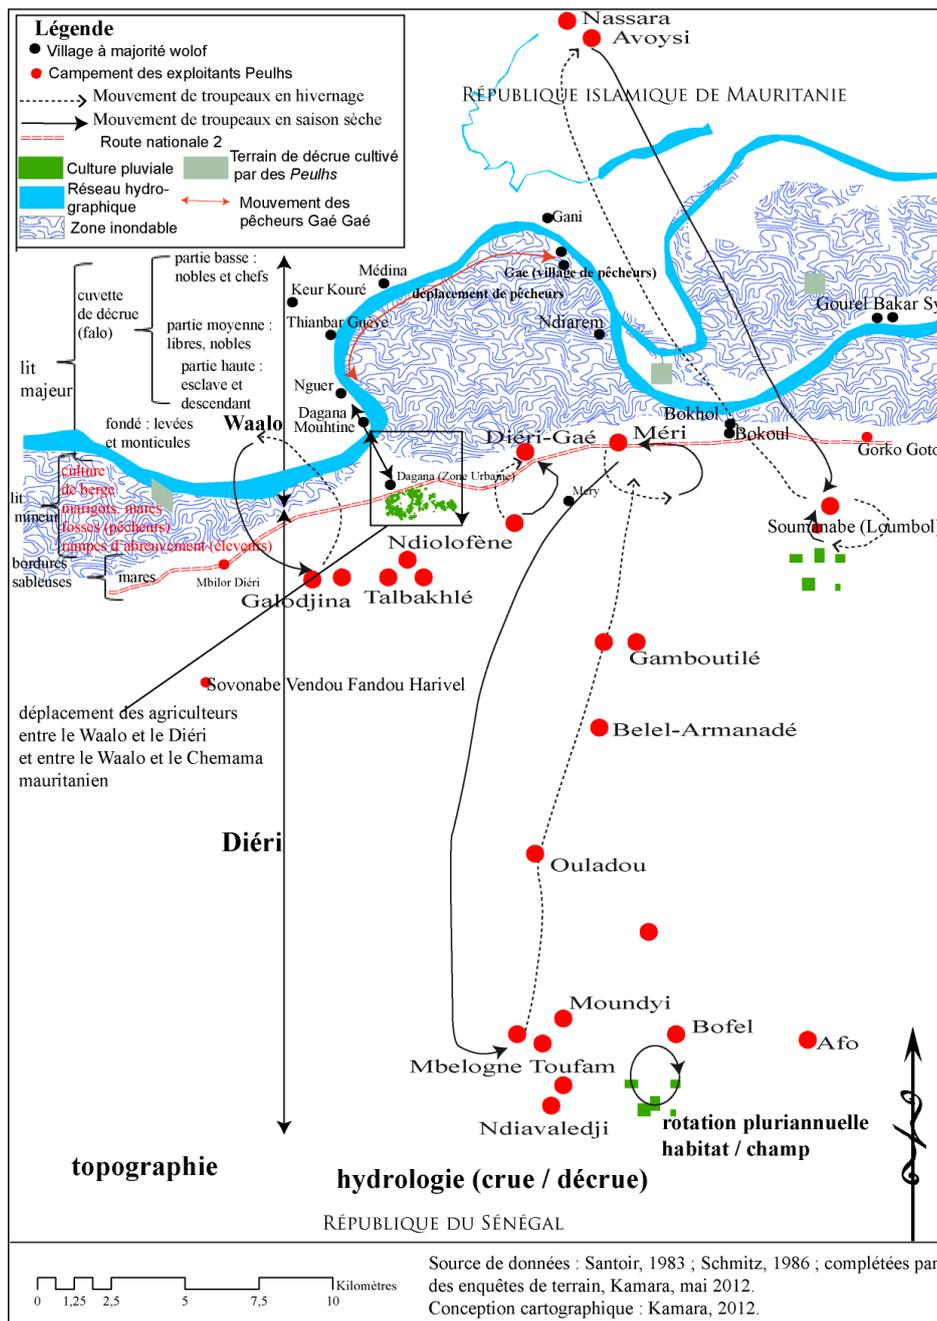 Légende
Village à majorité wolof
Campement des exploitants Peulhs
Mouvement de troupeaux en hivernage
Mouvement de troupeaux en saison sèche
Route nationale 2
Culture pluviale
Terrain de décrue cultivé
par des Peulhs
Réseau hydro-
graphique
Mouvement des
pêcheurs Gaé Gaé
Zone inondable
Nassara
Avoysi
République islamique de Mauritanie
Gani
Gae (village de pêcheurs)
déplacement de pêcheurs
Médina
Keur Kouré
Thianbar Guèye
Ndiarem
Gourel Bakar Sy
Nguer
Dagana
Mouhtine
Bokhol
Bokoul
Gorko Goto
partie basse :
nobles et chefs
cuvette
de décrue
(falo)
partie moyenne :
libres, nobles
partie haute :
esclave et
descendant
lit
majeur
fondé : levées
et monticules
Waalo
Diéri-Gaé
Méri
Dagana (Zone Urbaine)
Mery
Soumanabe (Loumbol)
culture
de berge
marigots, mares
fosses (pêcheurs)
rampes d'abreuvement (éleveurs)
lit
mineur
bordures
sableuses
mares
Mbilor Diéri
Ndiolofène
Galodjina
Talbakhlé
Gamboutilé
Sovonabe Vendou Fandou Harivel
déplacement des agriculteurs
entre le Waalo et le Diéri
et entre le Waalo et le Chemama
mauritanien
Belel-Armanadé
Diéri
Ouladou
Moundyi
Bofel
Afo
Mbelogne Toufam
Ndiavaledji
rotation pluriannuelle
habitat / champ
topographie
hydrologie (crue / décrue)
République du Sénégal
Kilomètres
0 1,25 2,5 5 7,5 10
Source de données : Santoir, 1983 ; Schmitz, 1986 ; complétées par
des enquêtes de terrain, Kamara, mai 2012.
Conception cartographique : Kamara, 2012.